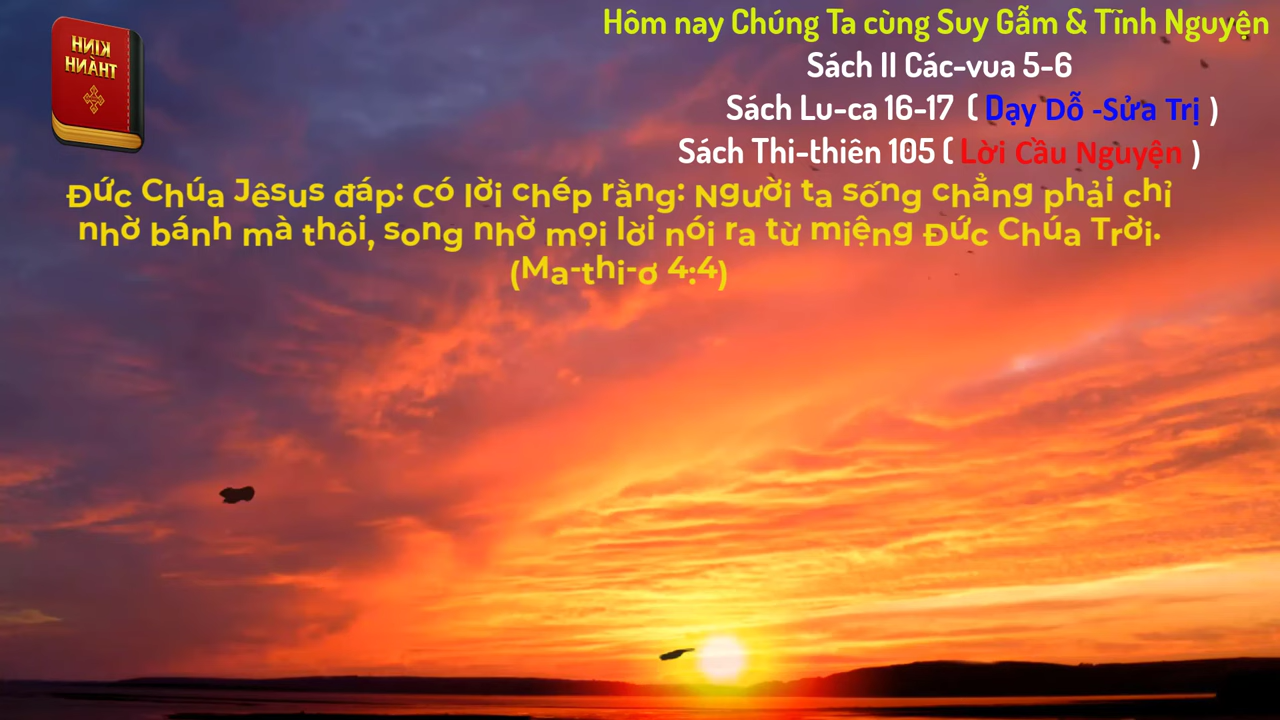 KINH
THÁNH
Hôm nay Chúng Ta cùng Suy Gẫm & Tĩnh Nguyện
Sách II Các-vua 5-6
Sách Lu-ca 16-17 ( Dạy Dỗ -Sửa Trị )
Sách Thi-thiên 105 ( Lời Cầu Nguyện )
Đức Chúa Jêsus đáp: Có lời chép rằng: Người ta sống chẳng phải chỉ
nhờ bánh mà thôi, song nhờ mọi lời nói ra từ miệng Đức Chúa Trời.
(Ma-thi-ơ 4:4)